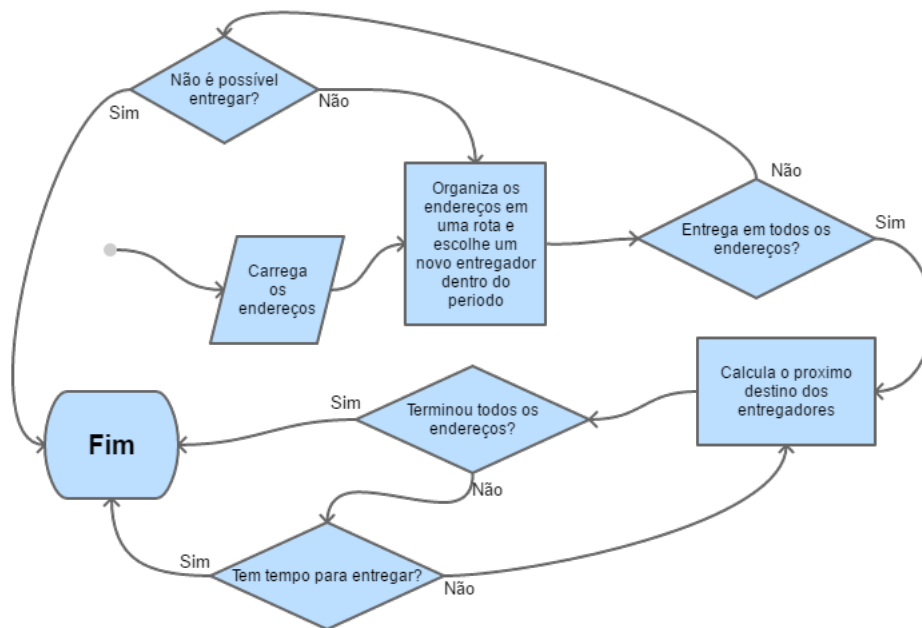 Não é possível
entregar?
Sim
Não
Organiza os
endereços em
uma rota e
escolhe um
novo entregador
dentro do
periodo
Não
Entrega em todos os
endereços?
Sim
Carrega
os
endereços
Calcula o proximo
destino dos
entregadores
Terminou todos os
endereços?
Sim
Não
Fim
Tem tempo para entregar?
Sim
Não